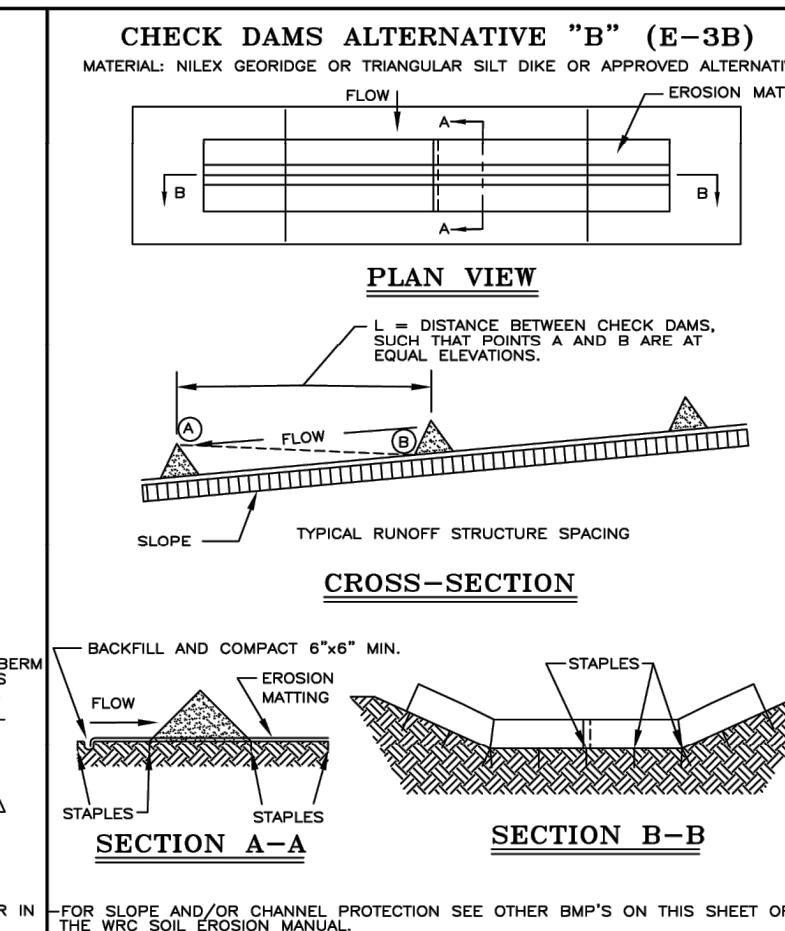 CHECK DAMS ALTERNATIVE "B" (E-3B)
MATERIAL: NILEX GEORIDGE OR TRIANGULAR SILT DIKE OR APPROVED ALTERNATI
FLOW
EROSION MAT
A
B
B
A
PLAN VIEW
L = DISTANCE BETWEEN CHECK DAMS,
SUCH THAT POINTS A AND B ARE AT
EQUAL ELEVATIONS.
A
FLOW
B
SLOPE
TYPICAL RUNOFF STRUCTURE SPACING
CROSS-SECTION
BERM
S
BACKFILL AND COMPACT 6"x6" MIN.
FLOW
EROSION
MATTING
STAPLES
STAPLES
STAPLES
SECTION A-A
SECTION B-B
R IN
FOR SLOPE AND/OR CHANNEL PROTECTION SEE OTHER BMP'S ON THIS SHEET OR
THE WRC SOIL EROSION MANUAL.